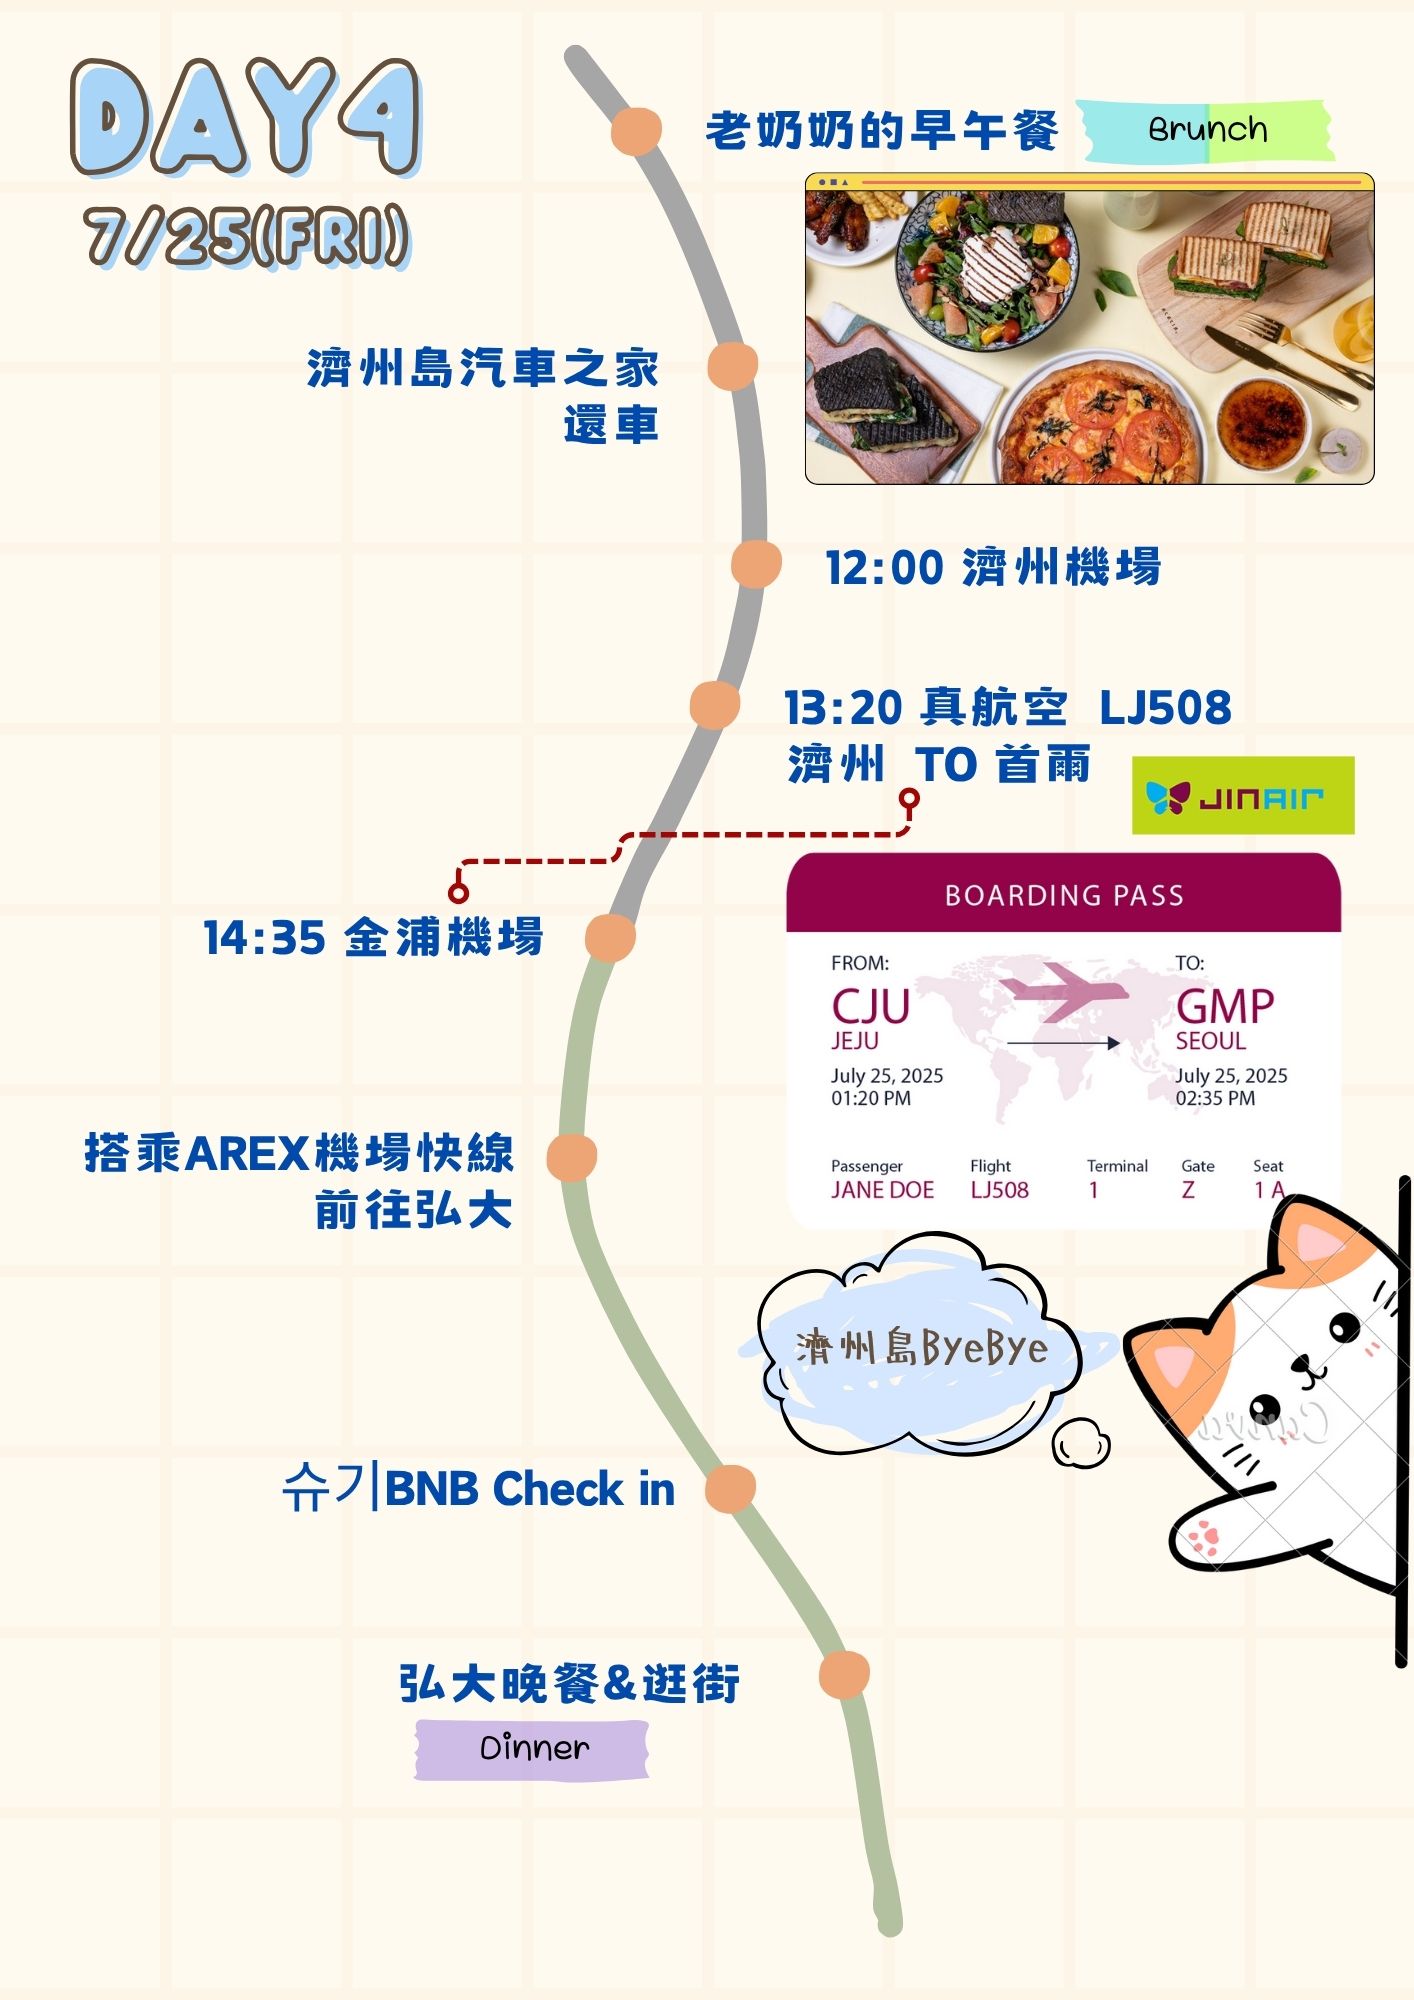 DAY4
7/25(FRI)
老奶奶的早午餐
Brunch
濟州島汽車之家
還車
12:00 濟州機場
13:20 真航空 LJ508
濟州 TO 首爾
JINAIR
14:35 金浦機場
BOARDING PASS
FROM:
TO:
CJU
GMP
JEJU
SEOUL
July 25, 2025
July 25, 2025
01:20 PM
02:35 PM
Passenger Flight Terminal Gate Seat
JANE DOE LJ508 1 Z 1 A
搭乘AREX機場快線
前往弘大
濟州島ByeBye
Canva
슈기BNB Check in
弘大晚餐&逛街
Dinner